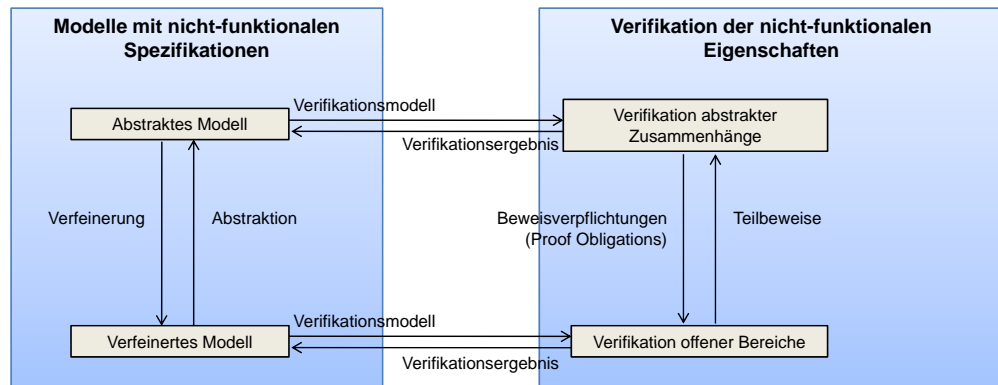 Modelle mit nicht-funktionalen
Spezifikationen
Verifikation der nicht-funktionalen
Eigenschaften
Verifikationsmodell
Abstraktes Modell
Verifikation abstrakter
Zusammenhänge
Verifikationsergebnis
Verfeinerung
Abstraktion
Beweisverpflichtungen
(Proof Obligations)
Teilbeweise
Verifikationsmodell
Verfeinertes Modell
Verifikation offener Bereiche
Verifikationsergebnis